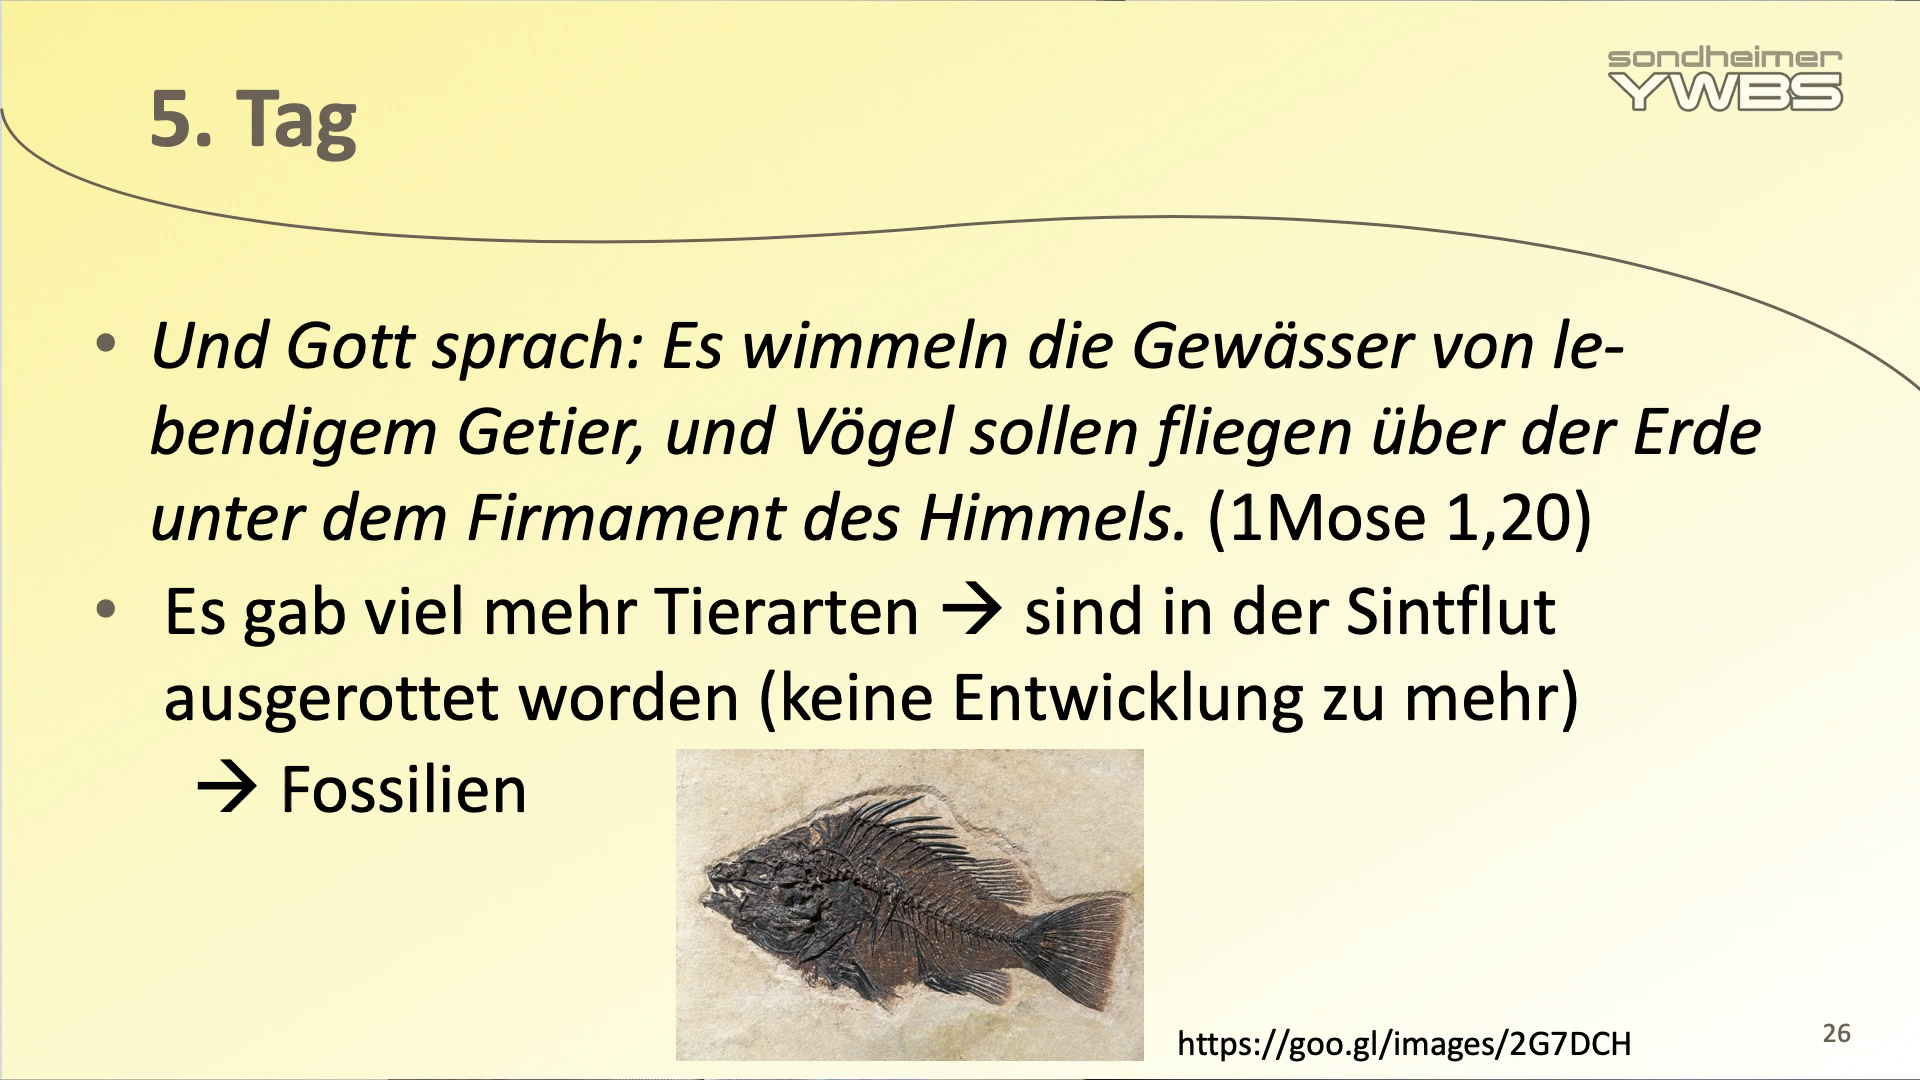 sondheimer
YWBS
5. Tag
• Und Gott sprach: Es wimmeln die Gewässer von le-
bendigem Getier, und Vögel sollen fliegen über der Erde
unter dem Firmament des Himmels. (1Mose 1,20)
• Es gab viel mehr Tierarten → sind in der Sintflut
ausgerottet worden (keine Entwicklung zu mehr)
→ Fossilien
https://goo.gl/images/2G7DCH
26